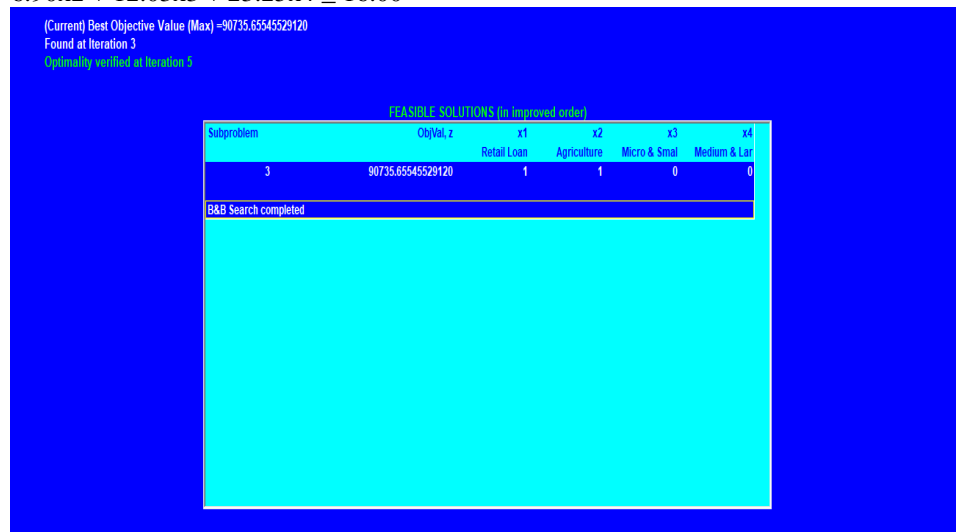 (Current) Best Objective Value (Max) =90735.65545529120
Found at Iteration 3
Optimality verified at Iteration 5
FEASIBLE SOLUTIONS (in improved order)
Subproblem ObjVal, z x1 x2 x3 x4
Retail Loan Agriculture Micro & Smal Medium & Lar
3 90735.65545529120 1 1 0 0
B&B Search completed